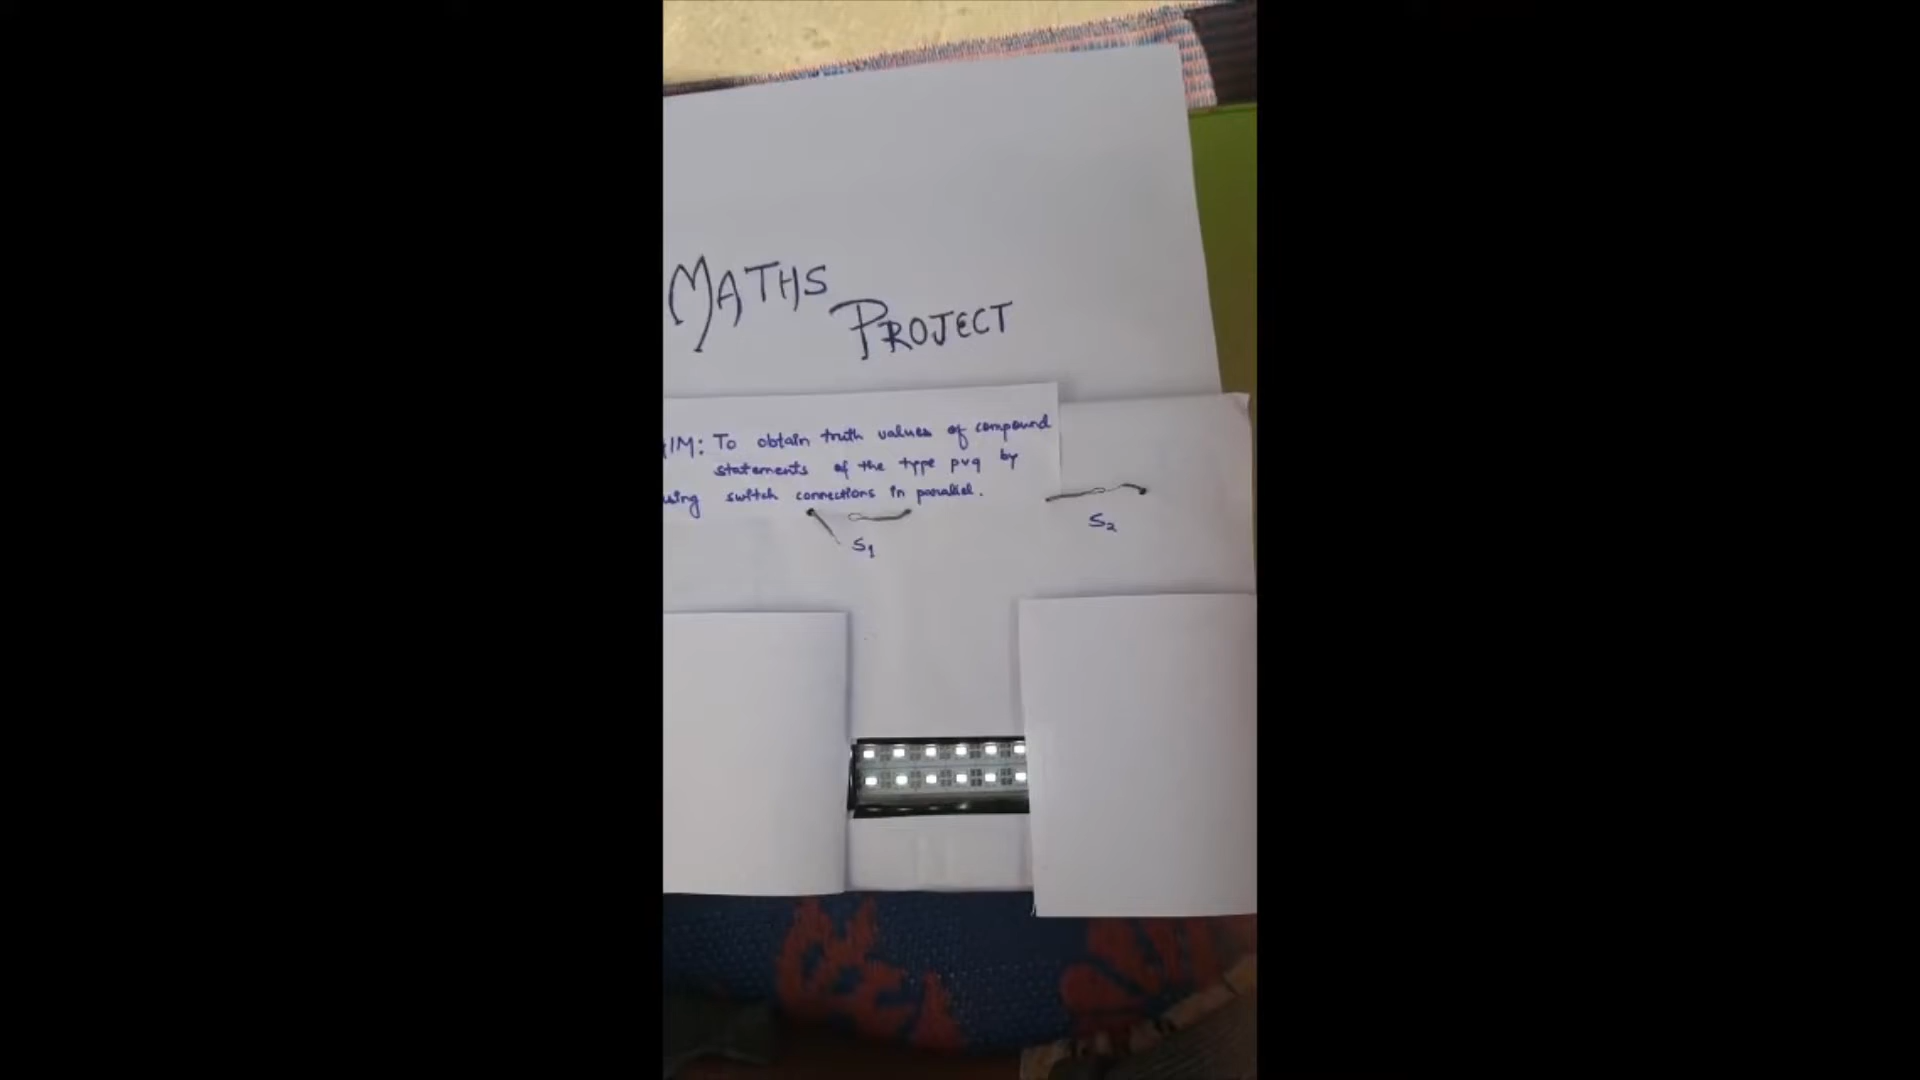 MATHS
PROJECT
AIM: To obtain truth values of compound
statements of the type p∨q by
using switch connections in parallel.
S₁
S₂